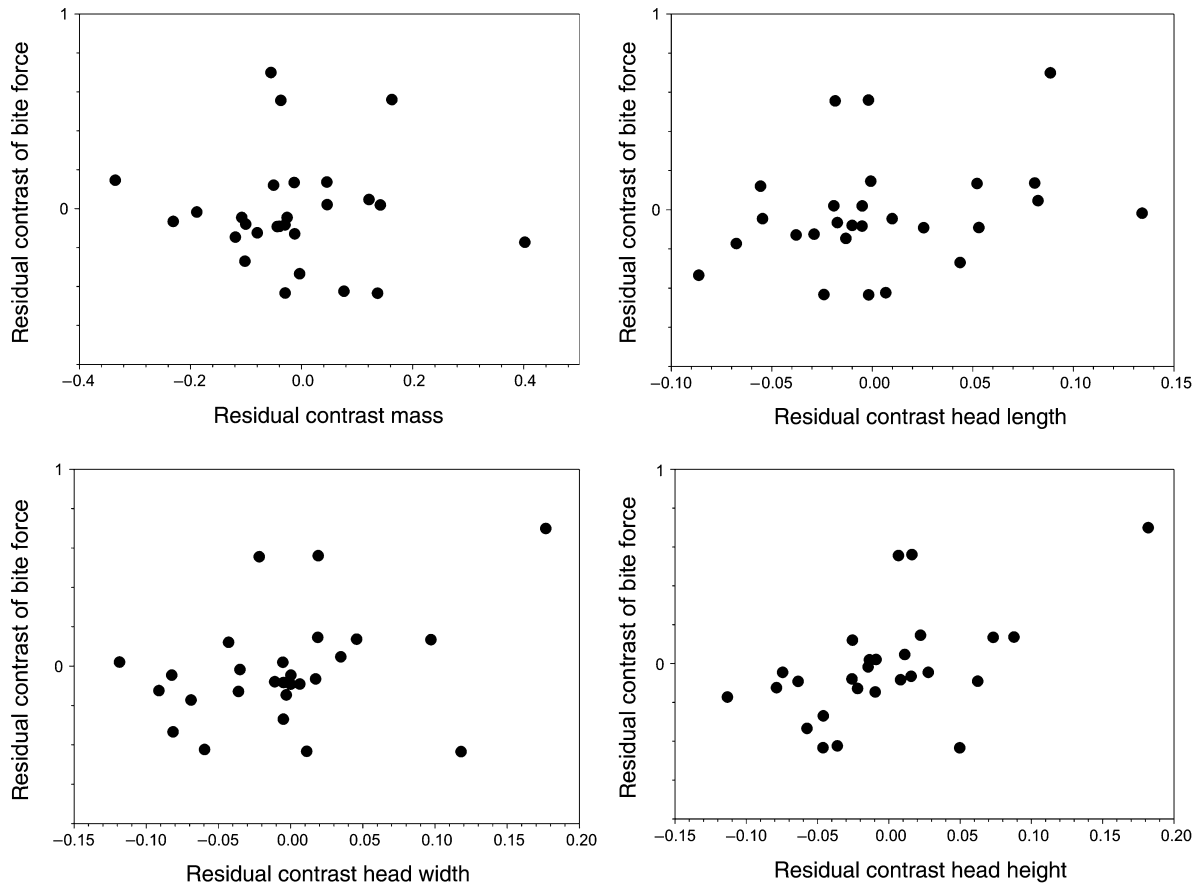 1
0
Residual contrast of bite force
–0.4 –0.2 0.0 0.2 0.4
Residual contrast mass
1
0
Residual contrast of bite force
–0.10 –0.05 0.00 0.05 0.10 0.15
Residual contrast head length
1
0
Residual contrast of bite force
–0.15 –0.10 –0.05 0.00 0.05 0.10 0.15 0.20
Residual contrast head width
1
0
Residual contrast of bite force
–0.15 –0.10 –0.05 0.00 0.05 0.10 0.15 0.20
Residual contrast head height